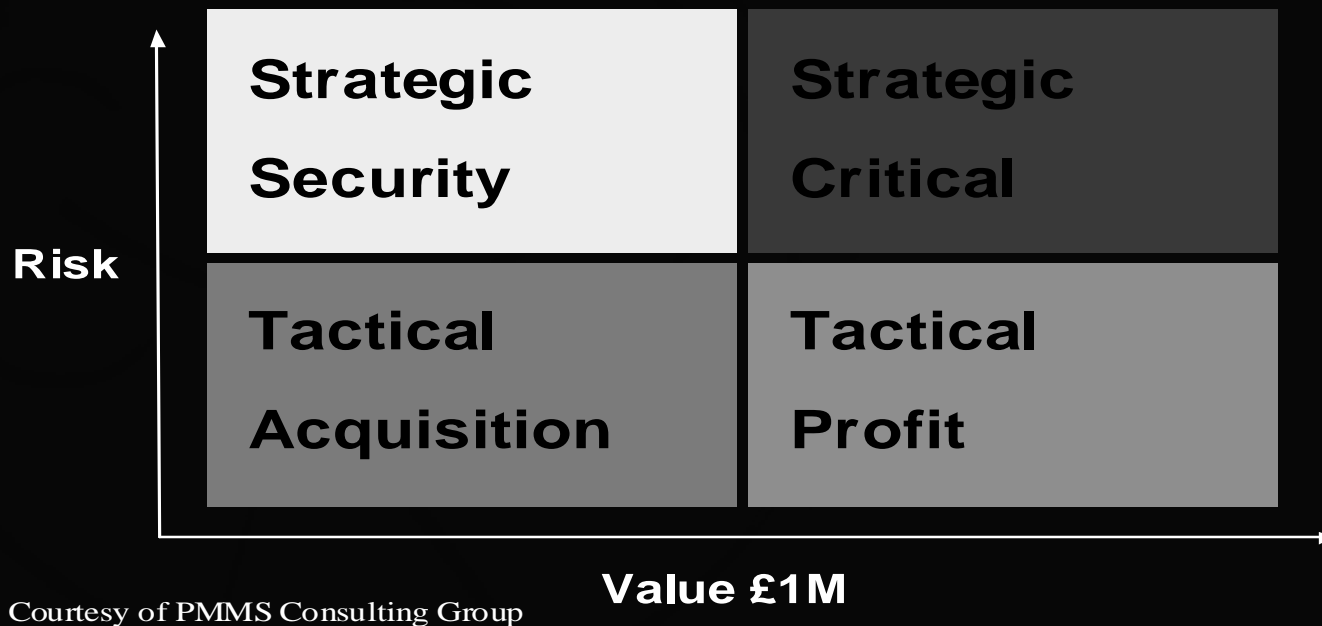 Strategic
Security
Strategic
Critical
Risk
Tactical
Acquisition
Tactical
Profit
Value £1M
Courtesy of PMMS Consulting Group